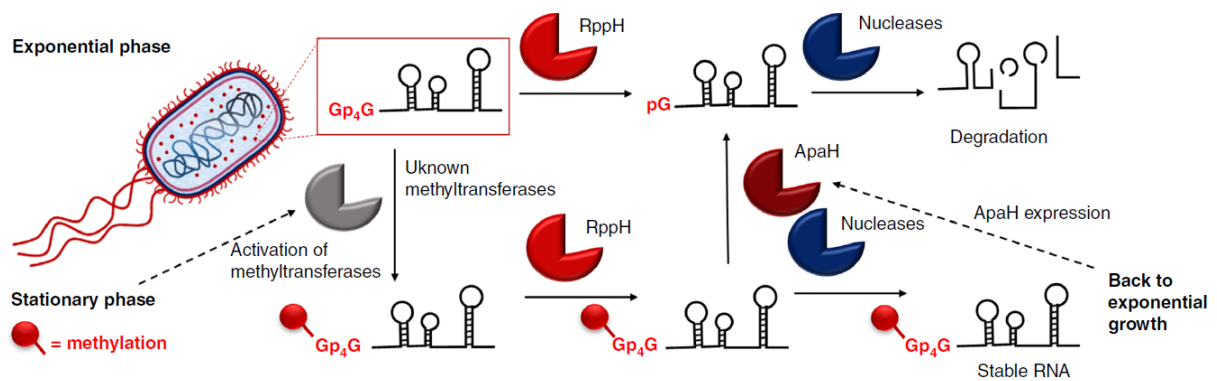 Exponential phase
RppH
Nucleases
Gp₄G
pG
Degradation
Uknown
methyltransferases
ApaH
RppH
Nucleases
ApaH expression
Activation of
methyltransferases
Stationary phase
= methylation
Gp₄G
Gp₄G
Gp₄G
Back to
exponential
growth
Stable RNA